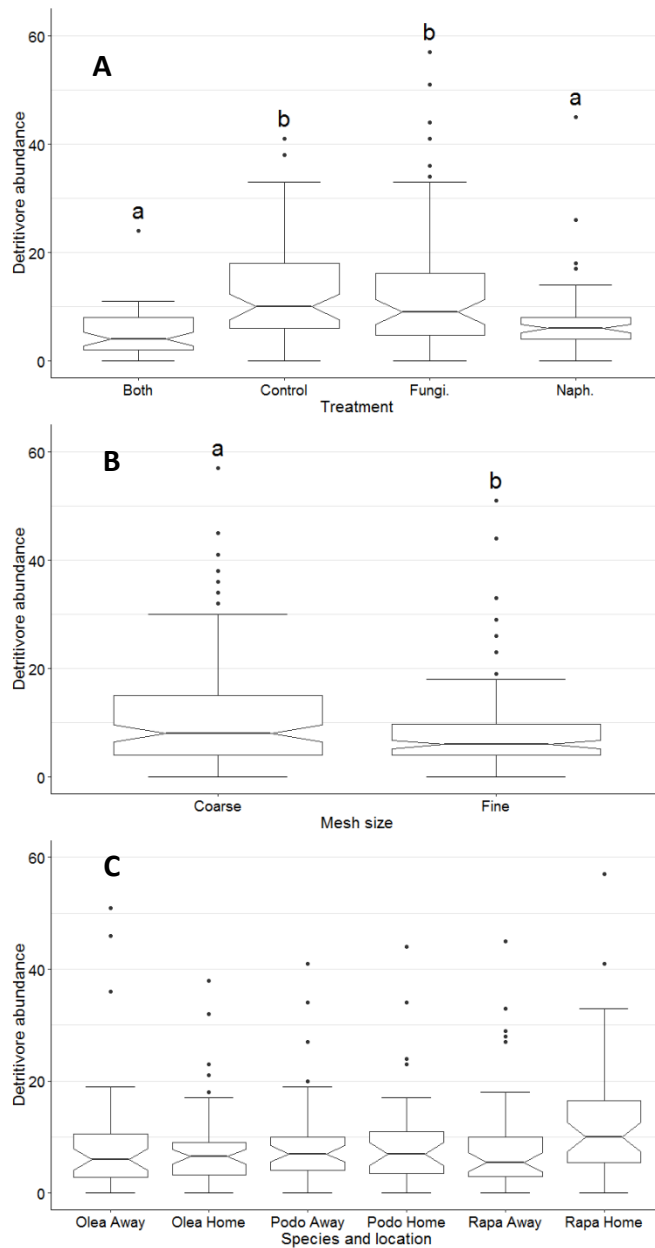 A
60
40
20
0
Detritivore abundance
a
b
b
a
Both Control Fungi. Naph.
Treatment
B
60
40
20
0
Detritivore abundance
a
b
Coarse Fine
Mesh size
C
60
40
20
0
Detritivore abundance
Olea Away Olea Home Podo Away Podo Home Rapa Away Rapa Home
Species and location